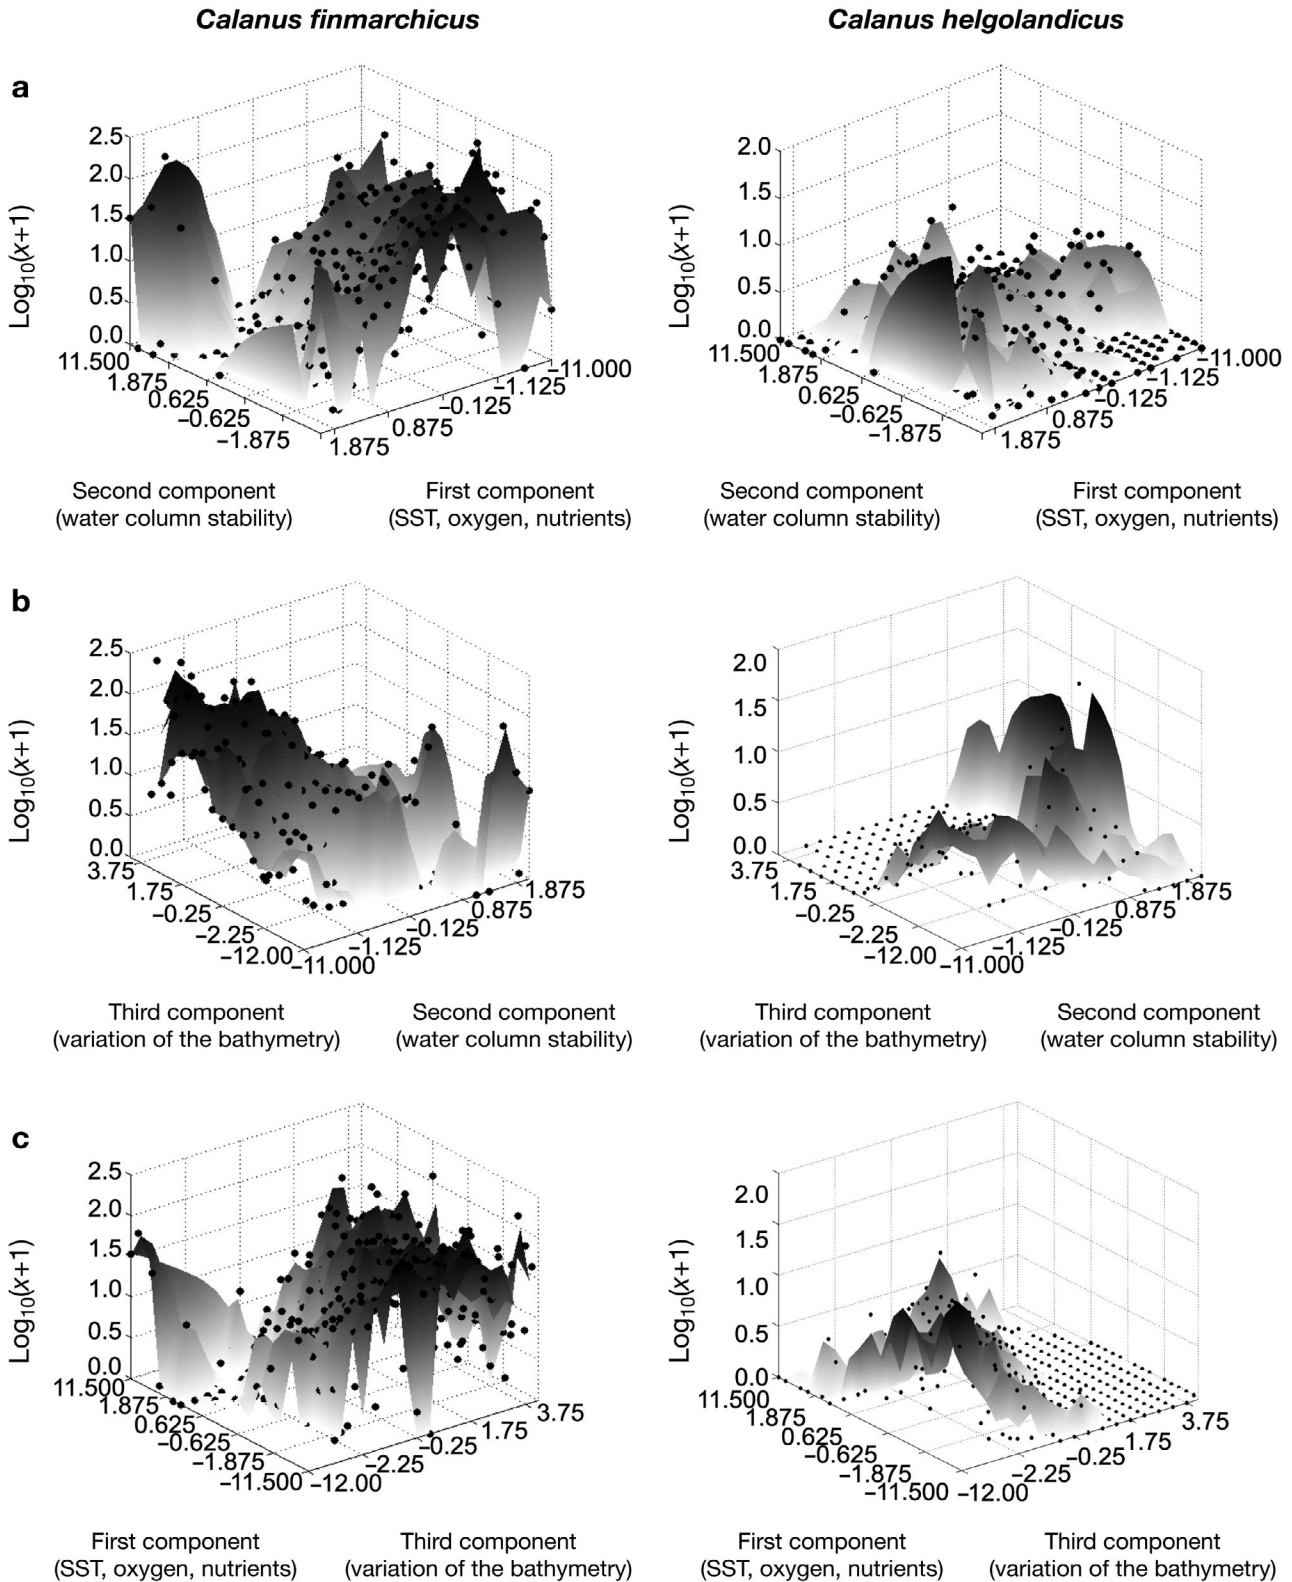 Calanus finmarchicus
Calanus helgolandicus
a
2.5
2.0
1.5
1.0
0.5
0.0
Log10(x+1)
11.500
1.875
0.625
−0.625
−1.875
1.875
0.875
−0.125
−1.125
−11.000
Second component
(water column stability)
First component
(SST, oxygen, nutrients)
2.0
1.5
1.0
0.5
0.0
Log10(x+1)
11.500
1.875
0.625
−0.625
−1.875
1.875
0.875
−0.125
−1.125
−11.000
Second component
(water column stability)
First component
(SST, oxygen, nutrients)
b
2.5
2.0
1.5
1.0
0.5
0.0
Log10(x+1)
3.75
1.75
−0.25
−2.25
−12.00
−11.000
−1.125
−0.125
0.875
1.875
Third component
(variation of the bathymetry)
Second component
(water column stability)
2.0
1.5
1.0
0.5
0.0
Log10(x+1)
3.75
1.75
−0.25
−2.25
−12.00
−11.000
−1.125
−0.125
0.875
1.875
Third component
(variation of the bathymetry)
Second component
(water column stability)
c
2.5
2.0
1.5
1.0
0.5
0.0
Log10(x+1)
11.500
1.875
0.625
−0.625
−1.875
−11.500
−12.00
−2.25
−0.25
1.75
3.75
First component
(SST, oxygen, nutrients)
Third component
(variation of the bathymetry)
2.0
1.5
1.0
0.5
0.0
Log10(x+1)
11.500
1.875
0.625
−0.625
−1.875
−11.500
−12.00
−2.25
−0.25
1.75
3.75
First component
(SST, oxygen, nutrients)
Third component
(variation of the bathymetry)